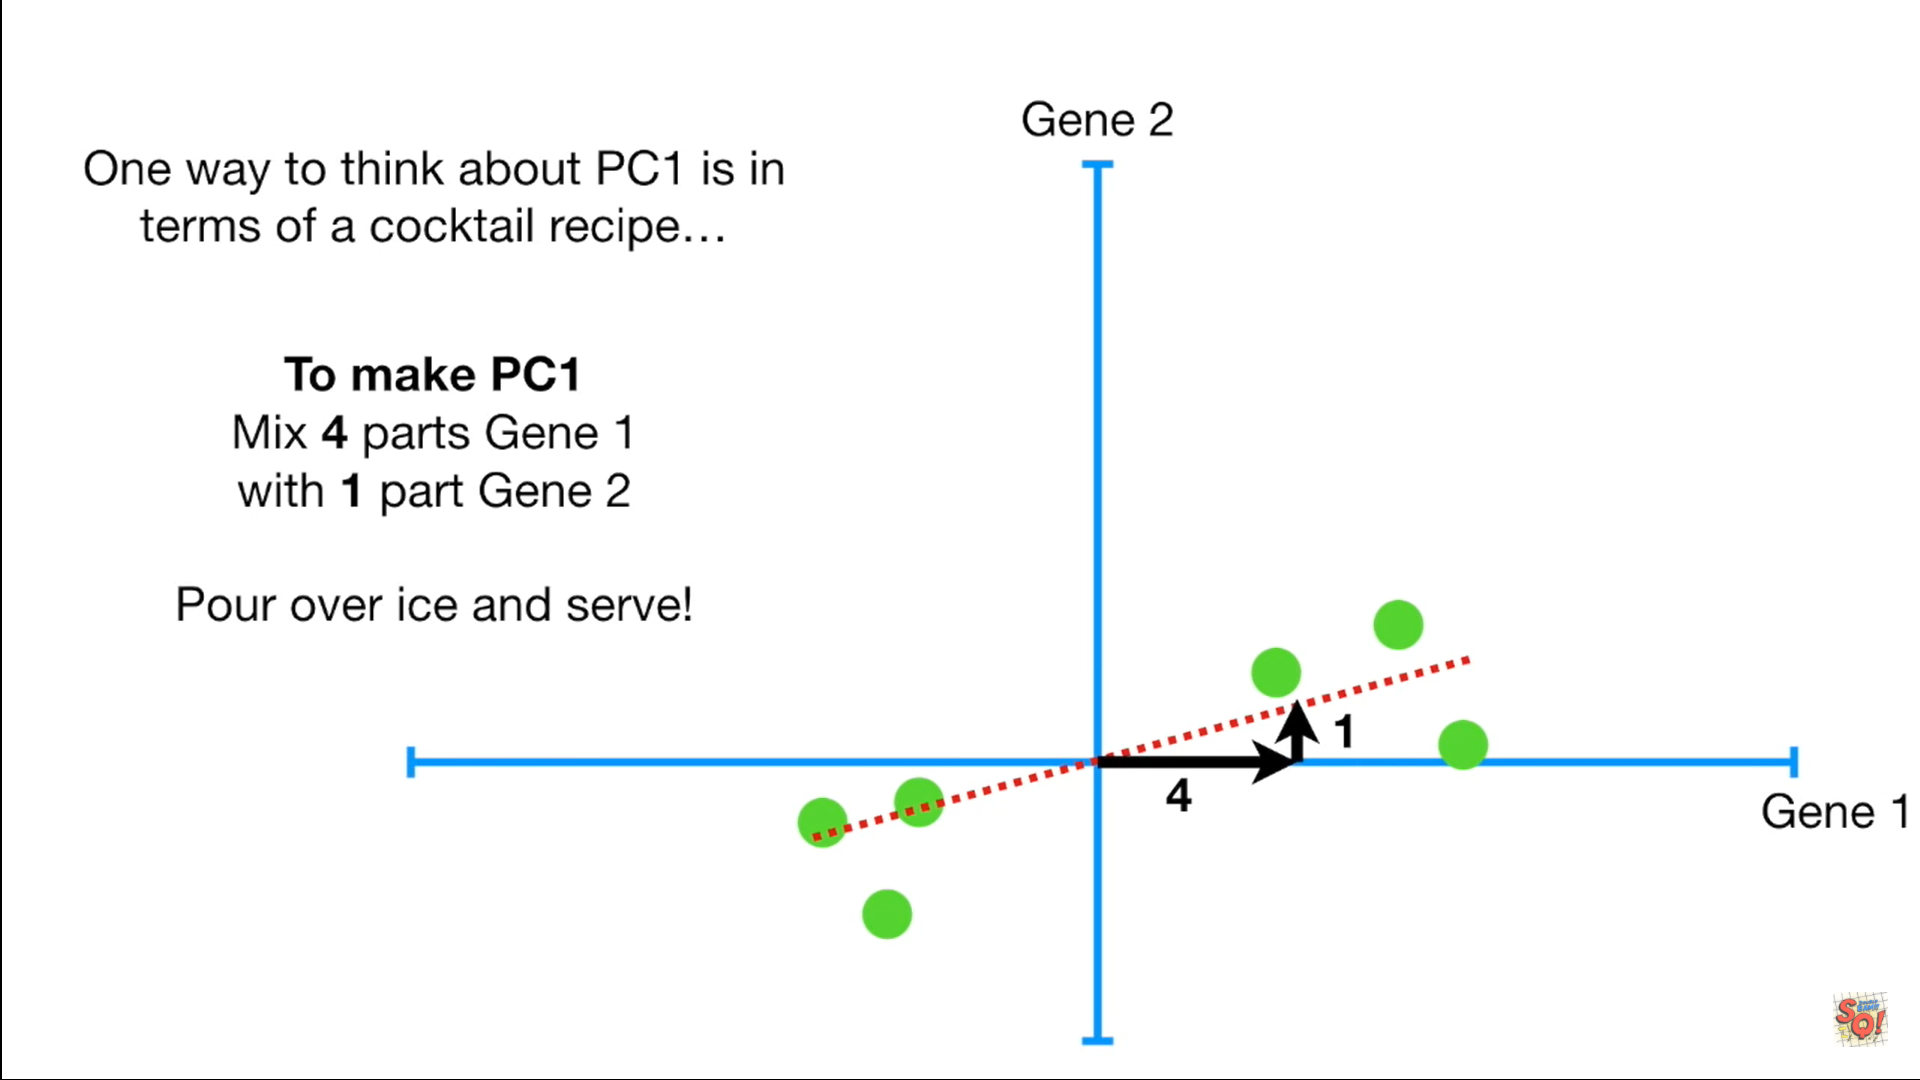 One way to think about PC1 is in
terms of a cocktail recipe…
To make PC1
Mix 4 parts Gene 1
with 1 part Gene 2
Pour over ice and serve!
Gene 2
1
4
Gene 1
SQ!